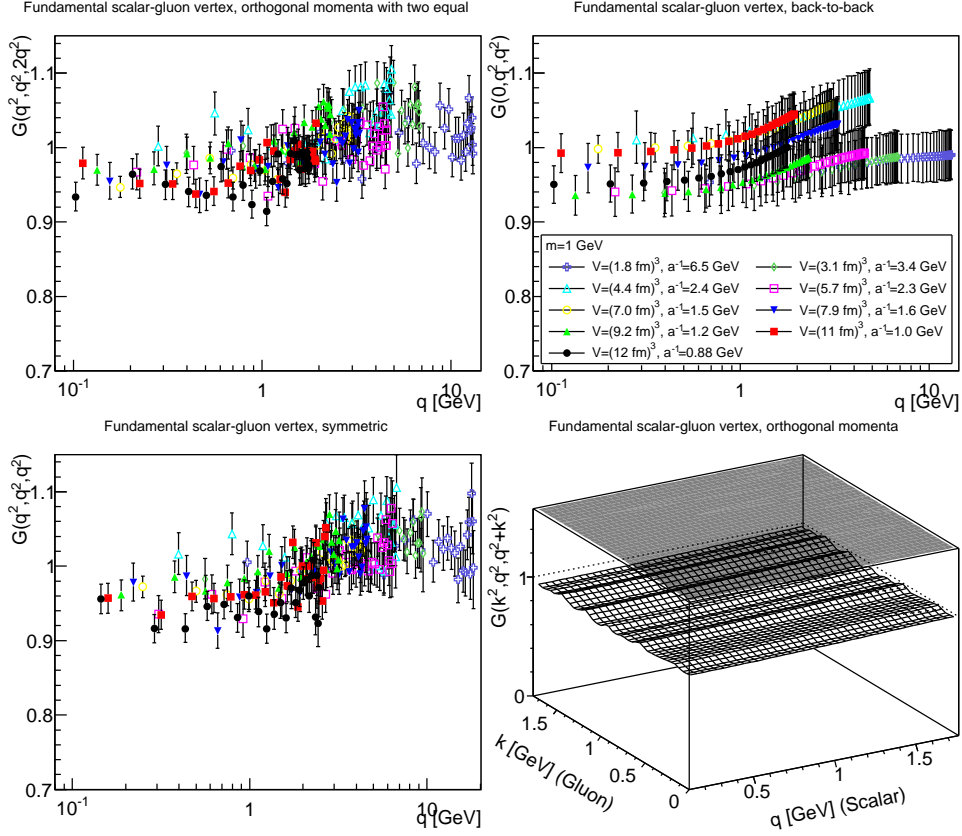 Fundamental scalar-gluon vertex, orthogonal momenta with two equal
G(q²,q²,2q²)
1.1
1
0.9
0.8
0.7
10⁻¹
1
10
q [GeV]
Fundamental scalar-gluon vertex, back-to-back
G(0,q²,q²)
1.1
1
0.9
0.8
0.7
m=1 GeV
V=(1.8 fm)³, a⁻¹=6.5 GeV
V=(3.1 fm)³, a⁻¹=3.4 GeV
V=(4.4 fm)³, a⁻¹=2.4 GeV
V=(5.7 fm)³, a⁻¹=2.3 GeV
V=(7.0 fm)³, a⁻¹=1.5 GeV
V=(7.9 fm)³, a⁻¹=1.6 GeV
V=(9.2 fm)³, a⁻¹=1.2 GeV
V=(11 fm)³, a⁻¹=1.0 GeV
V=(12 fm)³, a⁻¹=0.88 GeV
10⁻¹
1
10
q [GeV]
Fundamental scalar-gluon vertex, symmetric
G(q²,q²,q²)
1.1
1
0.9
0.8
0.7
10⁻¹
1
10
q [GeV]
Fundamental scalar-gluon vertex, orthogonal momenta
G(k²,q²,q²+k²)
1
0
1.5
1
0.5
0
k [GeV] (Gluon)
0.5
1
1.5
q [GeV] (Scalar)